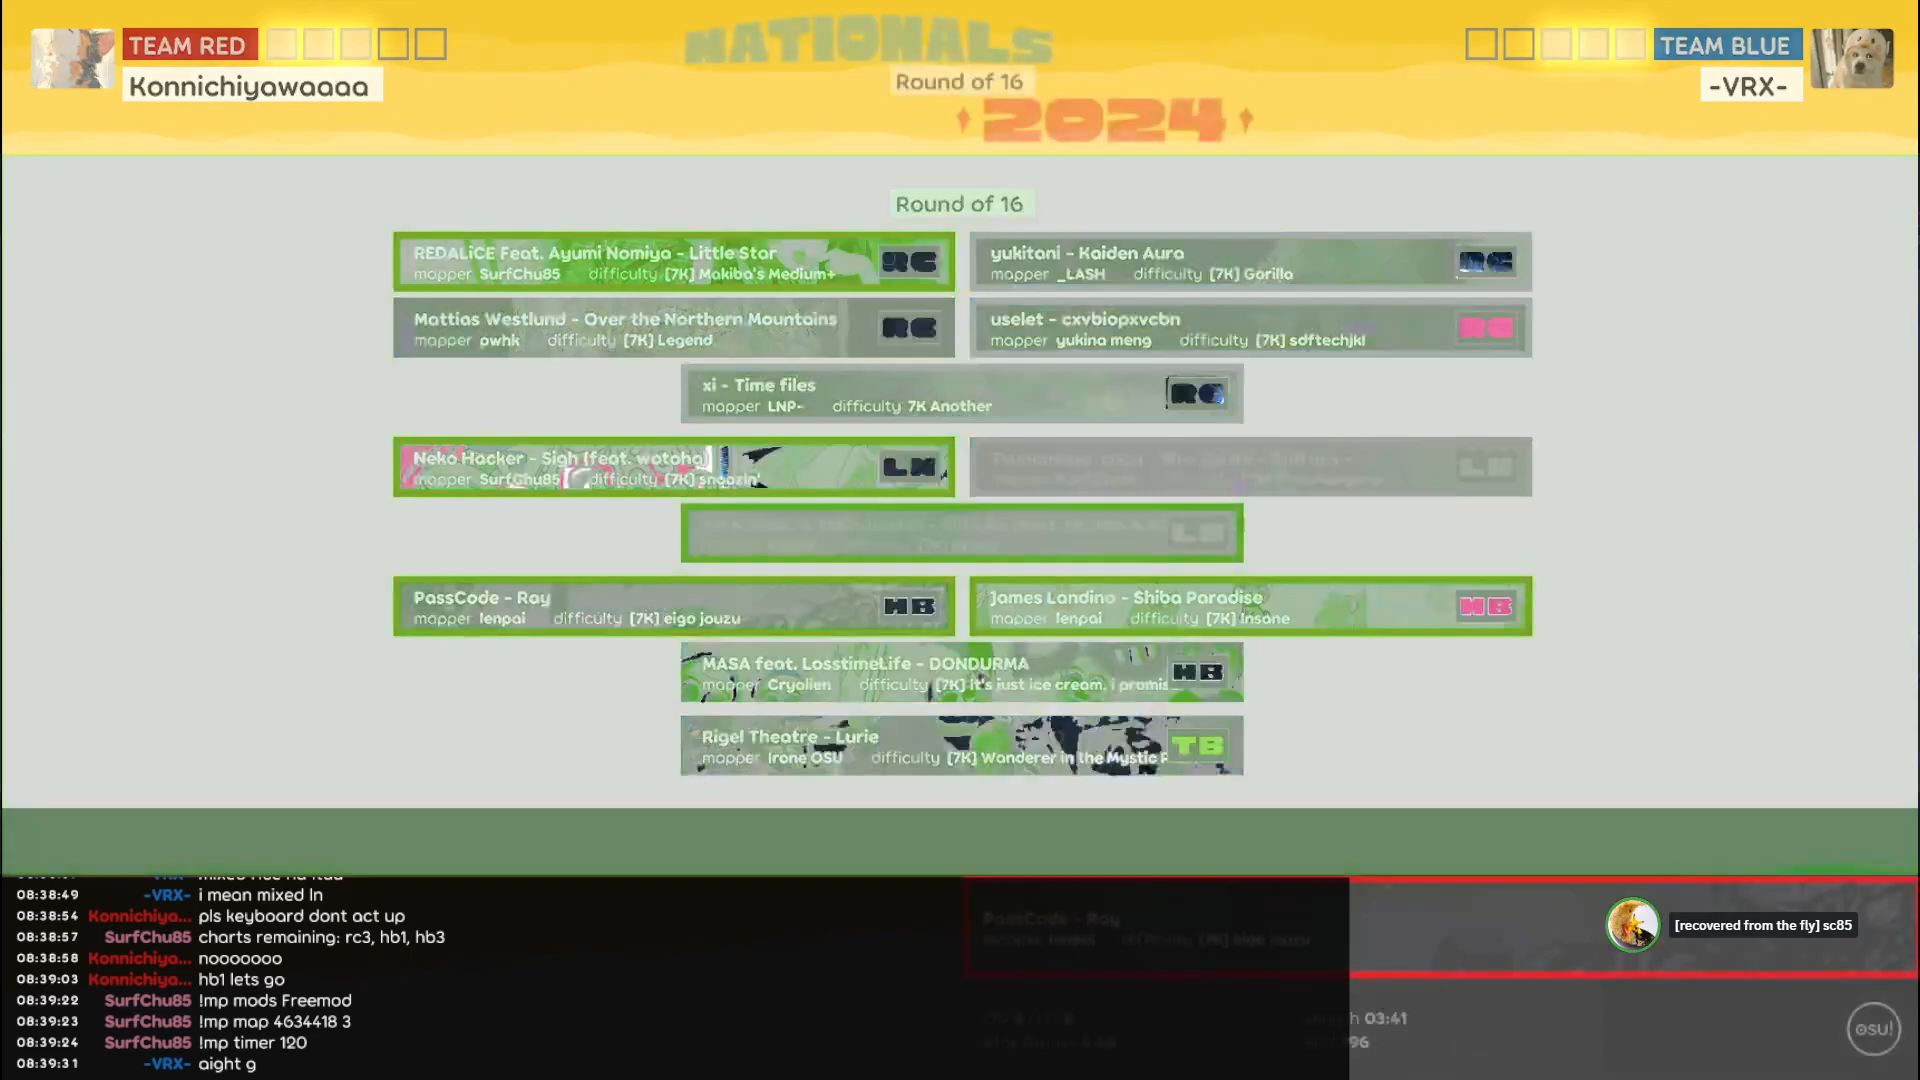 NATIONALS
TEAM RED
Round of 16
TEAM BLUE
Konnichiyawaaaa
-VRX-
2024
Round of 16
REDALiCE Feat. Ayumi Nomiya - Little Star
mapper SurfChu85 difficulty [7K] Makiba's Medium+
RC
yukitani - Kaiden Aura
mapper _LASH difficulty [7K] Gorilla
RC
Mattias Westlund - Over the Northern Mountains
mapper pwhk difficulty [7K] Legend
RC
uselet - cxvbiopxvcbn
mapper yukina meng difficulty [7K] sdftechjkl
RC
xi - Time files
mapper LNP- difficulty 7K Another
RC
Neko Hacker - Sigh (feat. wotoha)
mapper SurfChu85 difficulty [7K] snoozin'
LN
LN
LN
PassCode - Ray
mapper lenpai difficulty [7K] eigo jouzu
HB
James Landino - Shiba Paradise
mapper lenpai difficulty [7K] Insane
HB
MASA feat. LosstimeLife - DONDURMA
mapper Cryolien difficulty [7K] it's just ice cream, i promis
HB
Rigel Theatre - Lurie
mapper Irone OSU difficulty [7K] Wanderer in the Mystic F
TB
08:38:49 -VRX- i mean mixed ln
08:38:54 Konnichiya... pls keyboard dont act up
08:38:57 SurfChu85 charts remaining: rc3, hb1, hb3
08:38:58 Konnichiya... nooooooo
08:39:03 Konnichiya... hb1 lets go
08:39:22 SurfChu85 !mp mods Freemod
08:39:23 SurfChu85 !mp map 4634418 3
08:39:24 SurfChu85 !mp timer 120
08:39:31 -VRX- aight g
PassCode - Ray
[recovered from the fly] sc85
03:41
96
osu!